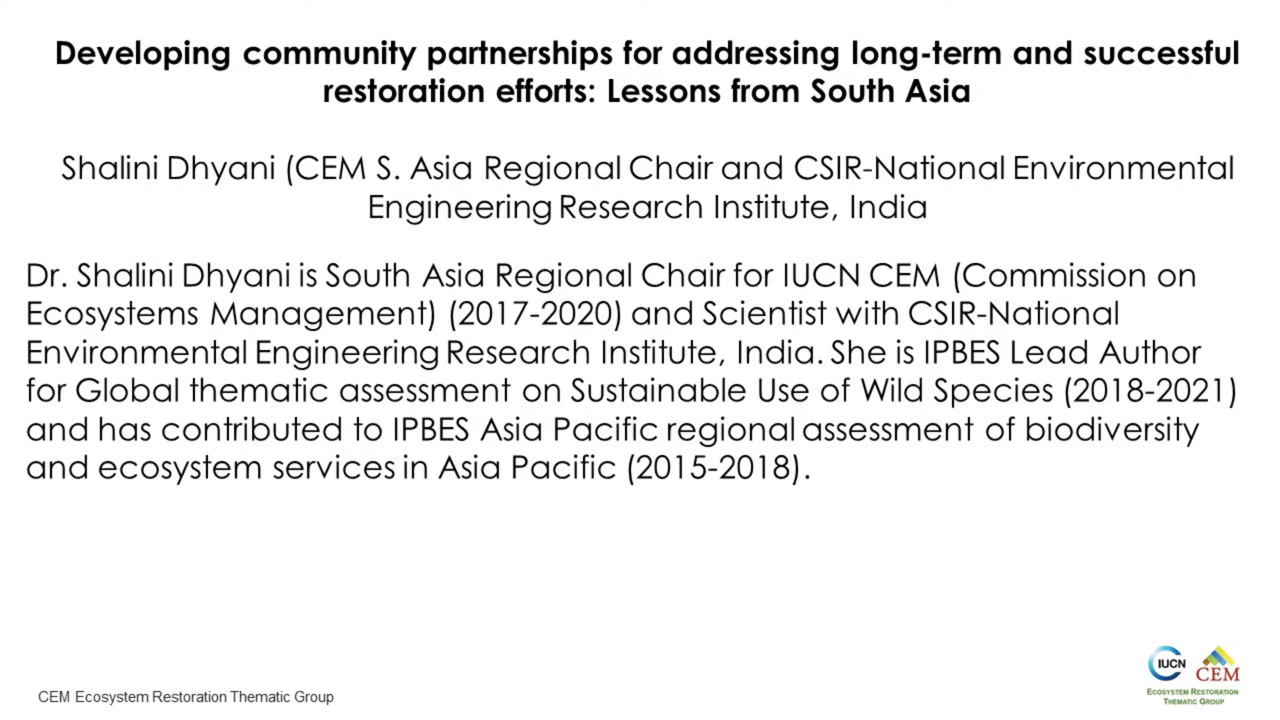 Developing community partnerships for addressing long-term and successful
restoration efforts: Lessons from South Asia
Shalini Dhyani (CEM S. Asia Regional Chair and CSIR-National Environmental
Engineering Research Institute, India
Dr. Shalini Dhyani is South Asia Regional Chair for IUCN CEM (Commission on
Ecosystems Management) (2017-2020) and Scientist with CSIR-National
Environmental Engineering Research Institute, India. She is IPBES Lead Author
for Global thematic assessment on Sustainable Use of Wild Species (2018-2021)
and has contributed to IPBES Asia Pacific regional assessment of biodiversity
and ecosystem services in Asia Pacific (2015-2018).
CEM Ecosystem Restoration Thematic Group
IUCN CEM
ECOSYSTEM RESTORATION
THEMATIC GROUP